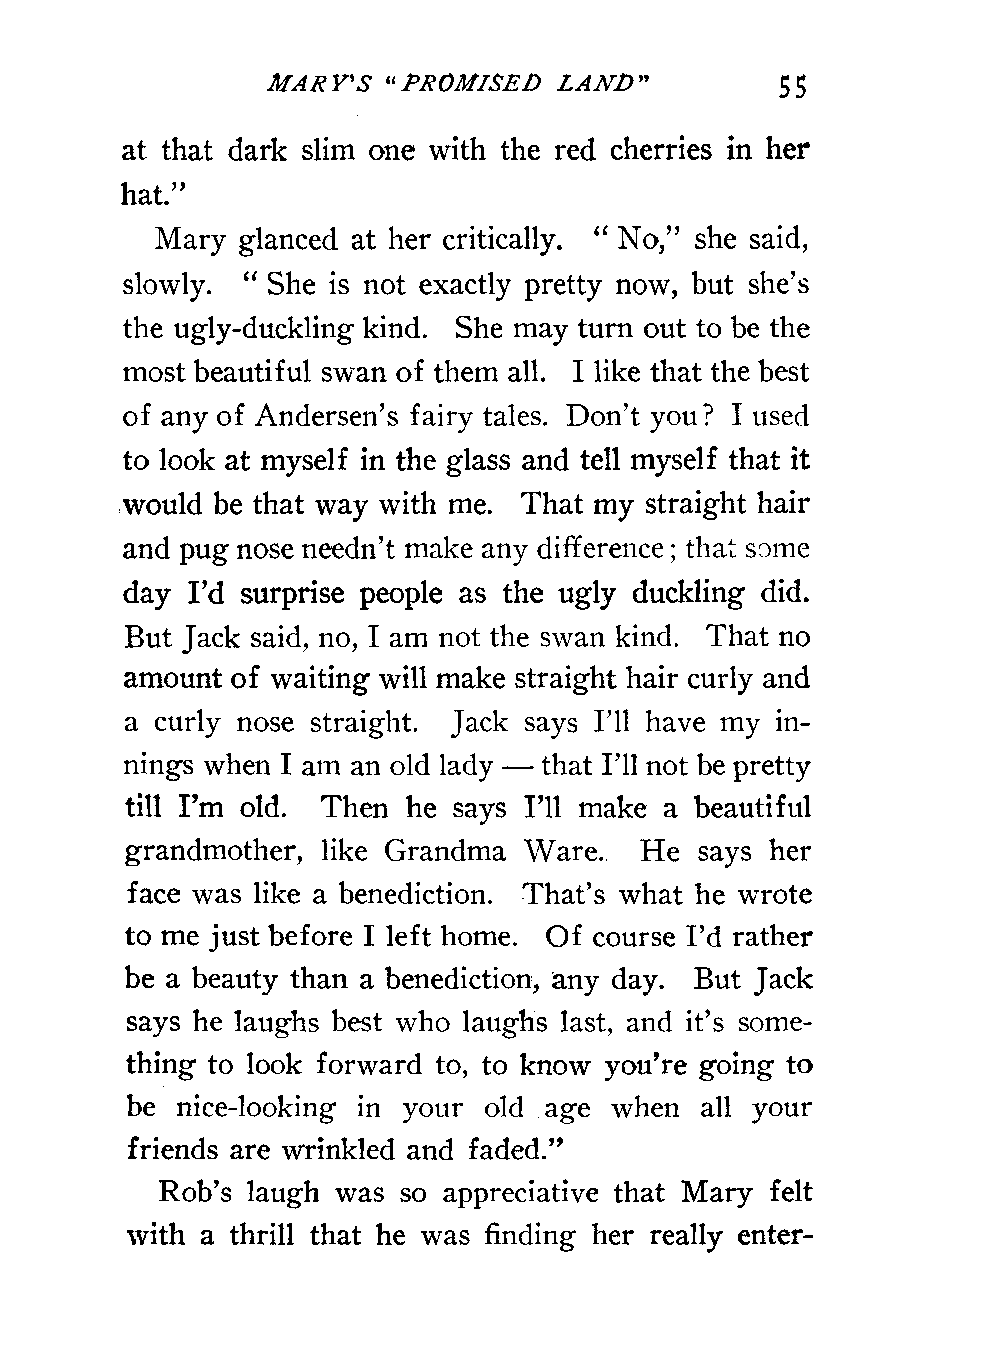 MARY'S "PROMISED LAND" 55
at that dark slim one with the red cherries in her
hat."
Mary glanced at her critically. "No," she said,
slowly. "She is not exactly pretty now, but she's
the ugly-duckling kind. She may turn out to be the
most beautiful swan of them all. I like that the best
of any of Andersen's fairy tales. Don't you? I used
to look at myself in the glass and tell myself that it
would be that way with me. That my straight hair
and pug nose needn't make any difference; that some
day I'd surprise people as the ugly duckling did.
But Jack said, no, I am not the swan kind. That no
amount of waiting will make straight hair curly and
a curly nose straight. Jack says I'll have my in-
nings when I am an old lady — that I'll not be pretty
till I'm old. Then he says I'll make a beautiful
grandmother, like Grandma Ware. He says her
face was like a benediction. That's what he wrote
to me just before I left home. Of course I'd rather
be a beauty than a benediction, any day. But Jack
says he laughs best who laughs last, and it's some-
thing to look forward to, to know you're going to
be nice-looking in your old age when all your
friends are wrinkled and faded."
Rob's laugh was so appreciative that Mary felt
with a thrill that he was finding her really enter-